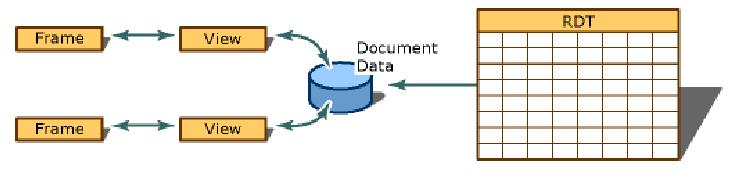 Frame
View
Document
Data
RDT
Frame
View